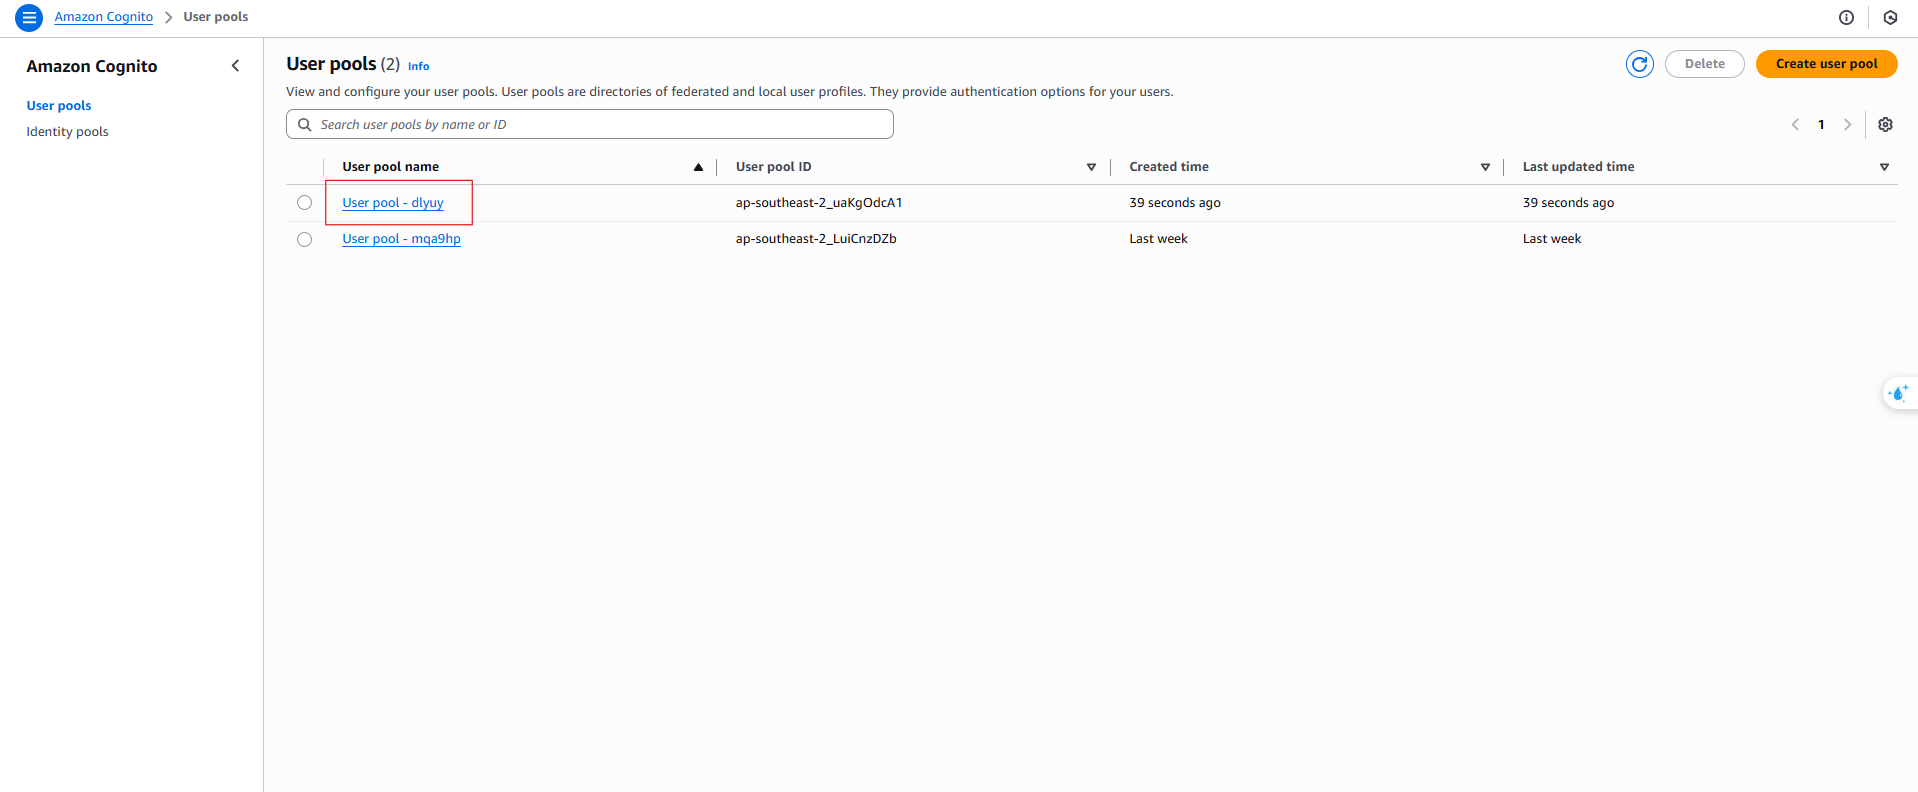 Amazon Cognito > User pools
Amazon Cognito
User pools
Identity pools
User pools (2) Info
Delete
Create user pool
View and configure your user pools. User pools are directories of federated and local user profiles. They provide authentication options for your users.
Search user pools by name or ID
1
User pool name User pool ID Created time Last updated time
User pool - dlyuy ap-southeast-2_uaKgOdcA1 39 seconds ago 39 seconds ago
User pool - mqa9hp ap-southeast-2_LuiCnzDZb Last week Last week